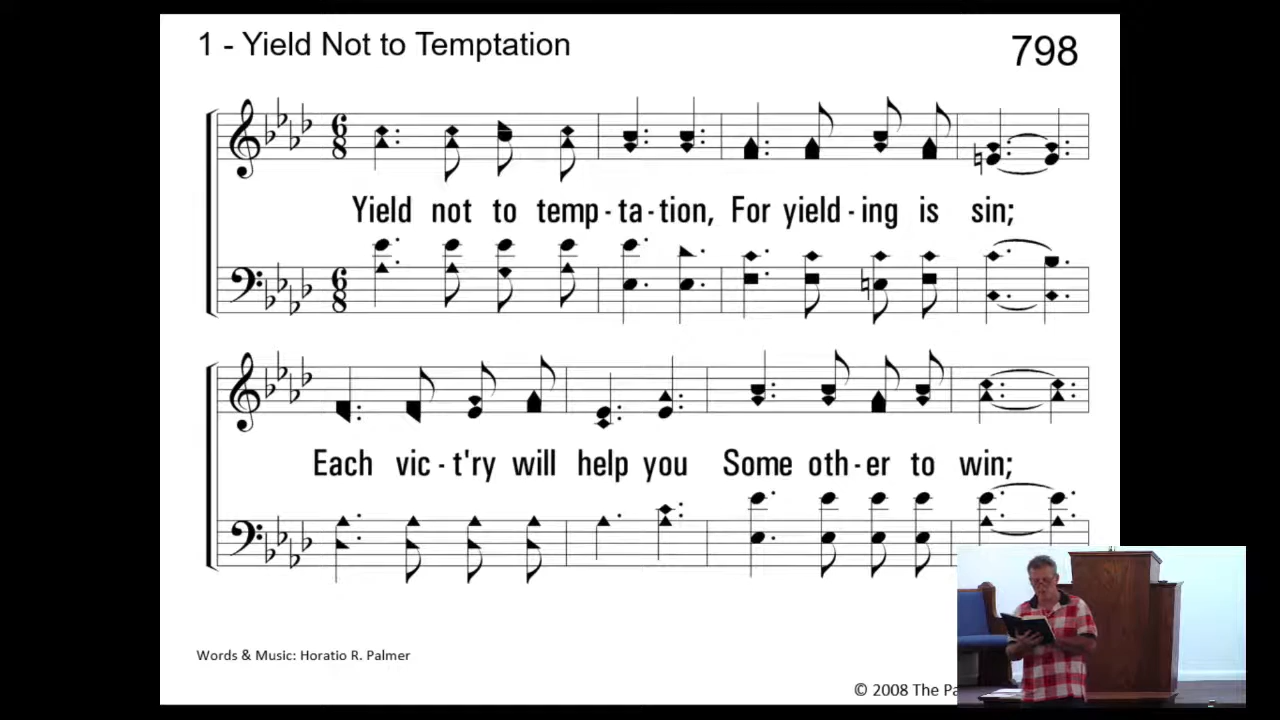 1 - Yield Not to Temptation
798
Yield not to temp - ta - tion, For yield - ing is sin;
Each vic - t'ry will help you Some oth - er to win;
Words & Music: Horatio R. Palmer
© 2008 The